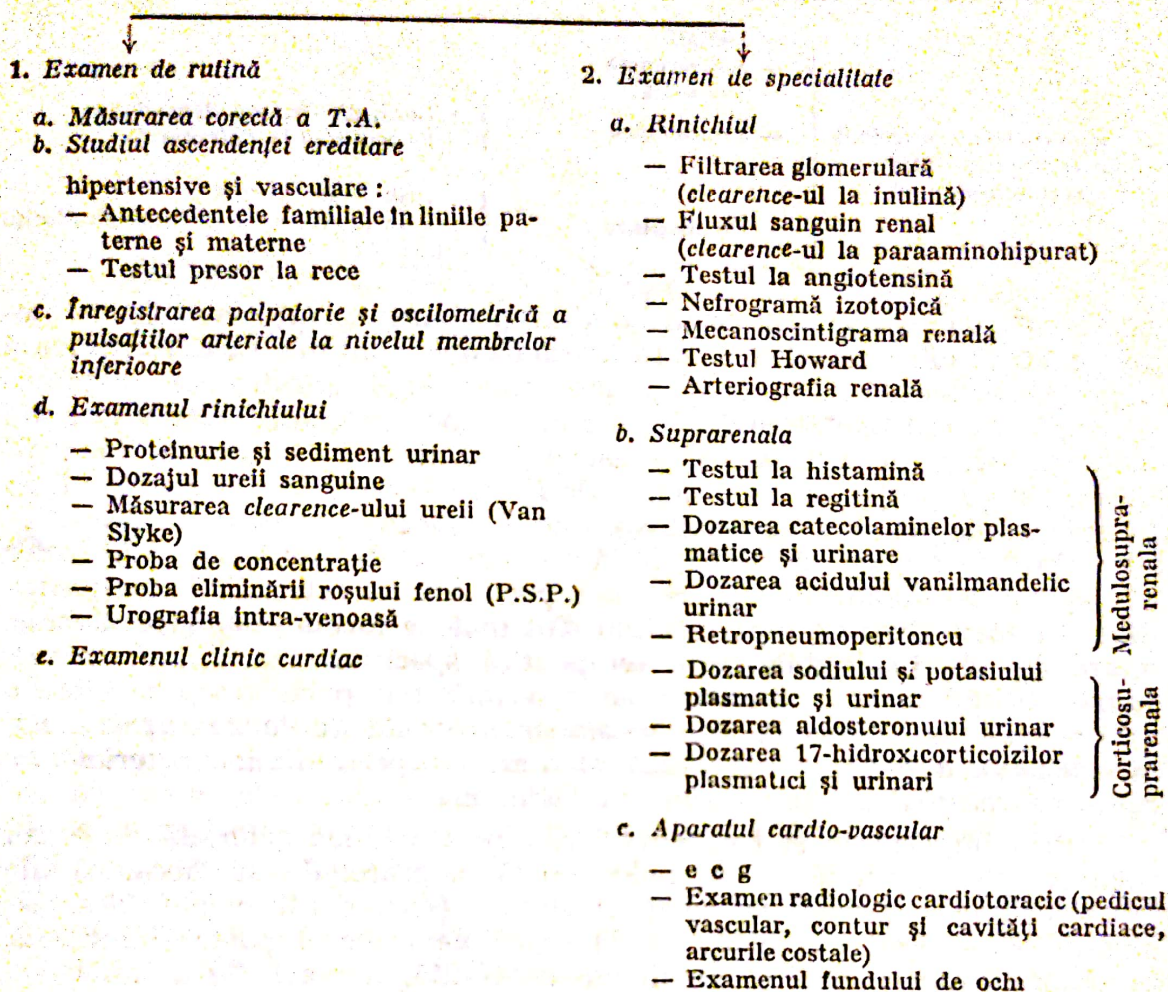 1. Examen de rutină
a. Măsurarea corectă a T.A.
b. Studiul ascendenței ereditare
hipertensive și vasculare :
— Antecedentele familiale în liniile pa-
terne și materne
— Testul presor la rece
c. Inregistrarea palpatorie și oscilometrică a
pulsațiilor arteriale la nivelul membrelor
inferioare
d. Examenul rinichiului
— Proteinurie și sediment urinar
— Dozajul ureii sanguine
— Măsurarea clearence-ului ureii (Van
Slyke)
— Proba de concentrație
— Proba eliminării roșului fenol (P.S.P.)
— Urografia intra-venoasă
e. Examenul clinic cardiac
2. Examen de specialitate
a. Rinichiul
— Filtrarea glomerulară
(clearence-ul la inulină)
— Fluxul sanguin renal
(clearence-ul la paraaminohipurat)
— Testul la angiotensină
— Nefrogramă izotopică
— Mecanoscintigrama renală
— Testul Howard
— Arteriografia renală
b. Suprarenala
— Testul la histamină
— Testul la regitină
— Dozarea catecolaminelor plas-
matice și urinare
— Dozarea acidului vanilmandelic
urinar
— Retropneumoperitoneu
Medulosupra-
renala
— Dozarea sodiului și potasiului
plasmatic și urinar
— Dozarea aldosteronului urinar
— Dozarea 17-hidroxicorticoizilor
plasmatici și urinari
Corticosu-
prarenala
c. Aparatul cardio-vascular
— e c g
— Examen radiologic cardiotoracic (pedicul
vascular, contur și cavități cardiace,
arcurile costale)
— Examenul fundului de ochi